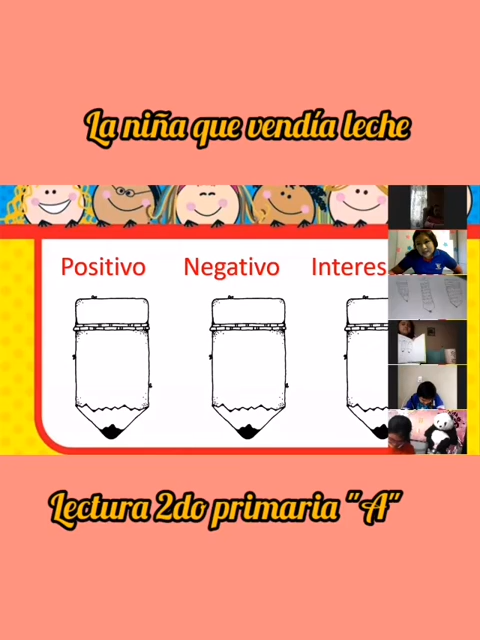 La niña que vendía leche
Positivo Negativo Interes
Lectura 2do primaria "A"